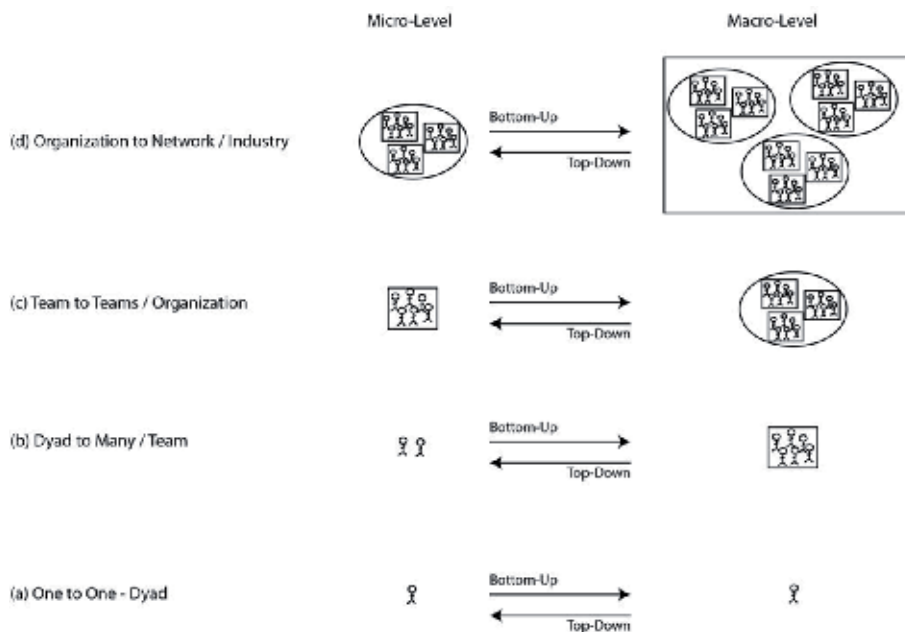 Micro-Level Macro-Level
Bottom-Up
(d) Organization to Network / Industry
Top-Down
Bottom-Up
(c) Team to Teams / Organization
Top-Down
Bottom-Up
(b) Dyad to Many / Team
Top-Down
Bottom-Up
(a) One to One - Dyad
Top-Down